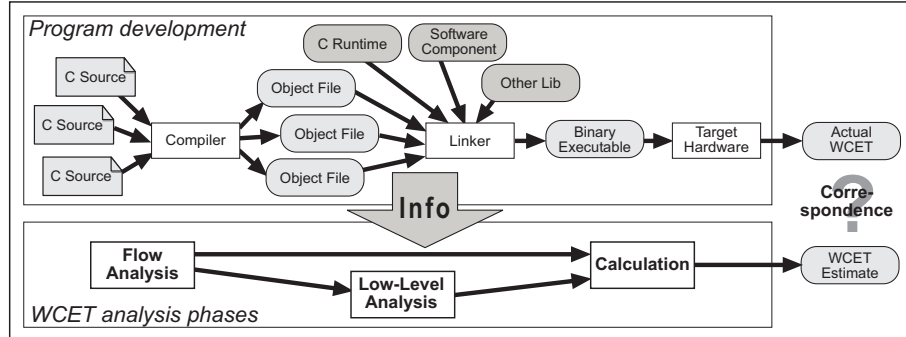 Program development
C Source
C Source
C Source
Compiler
Object File
Object File
Object File
C Runtime
Software
Component
Other Lib
Linker
Binary
Executable
Target
Hardware
Actual
WCET
Info
?
Corre-
spondence
Flow
Analysis
Low-Level
Analysis
Calculation
WCET
Estimate
WCET analysis phases